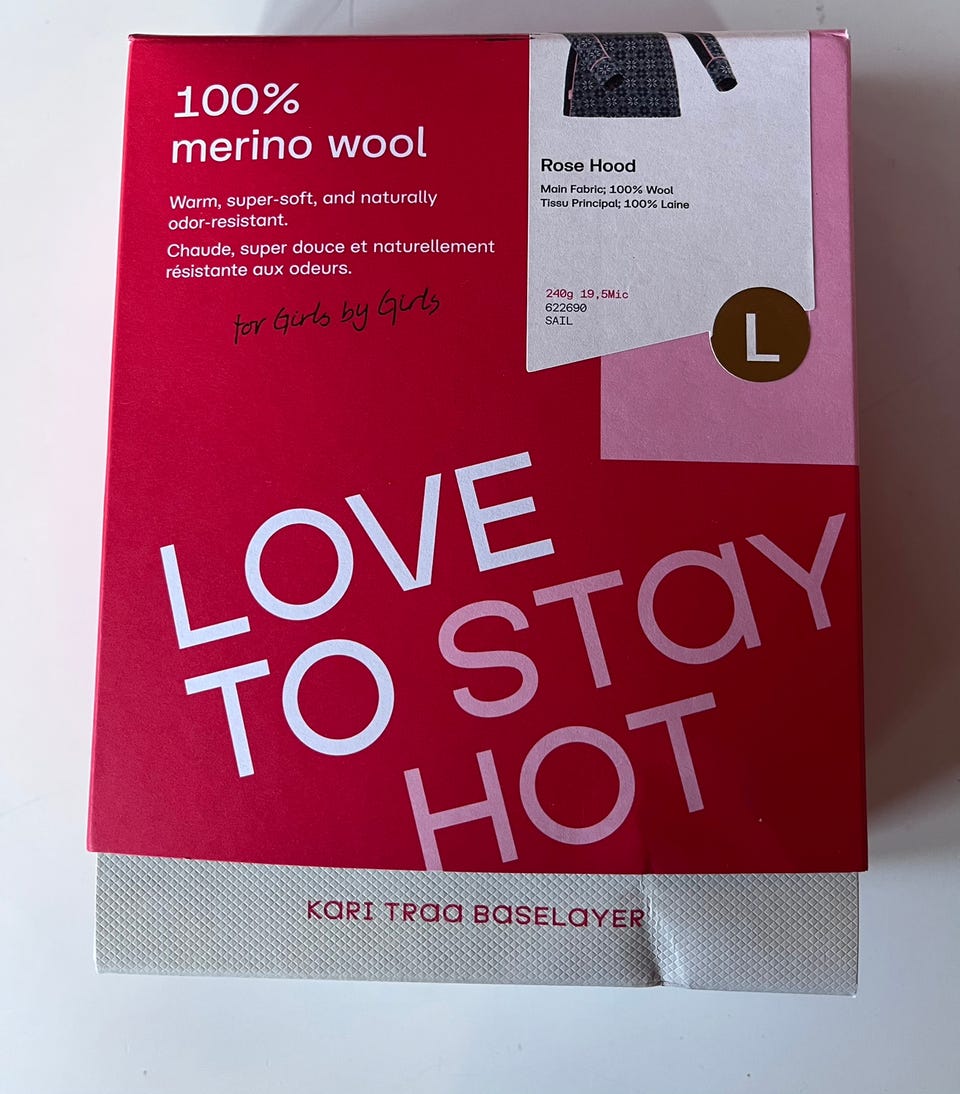 100%
merino wool
Warm, super-soft, and naturally
odor-resistant.
Chaude, super douce et naturellement
résistante aux odeurs.
for Girls by Girls
Rose Hood
Main Fabric; 100% Wool
Tissu Principal; 100% Laine
240g 19,5Mic
622690
SAIL
L
LOVE
TO STaY
HOT
KaRI TRaa BaSELaYER